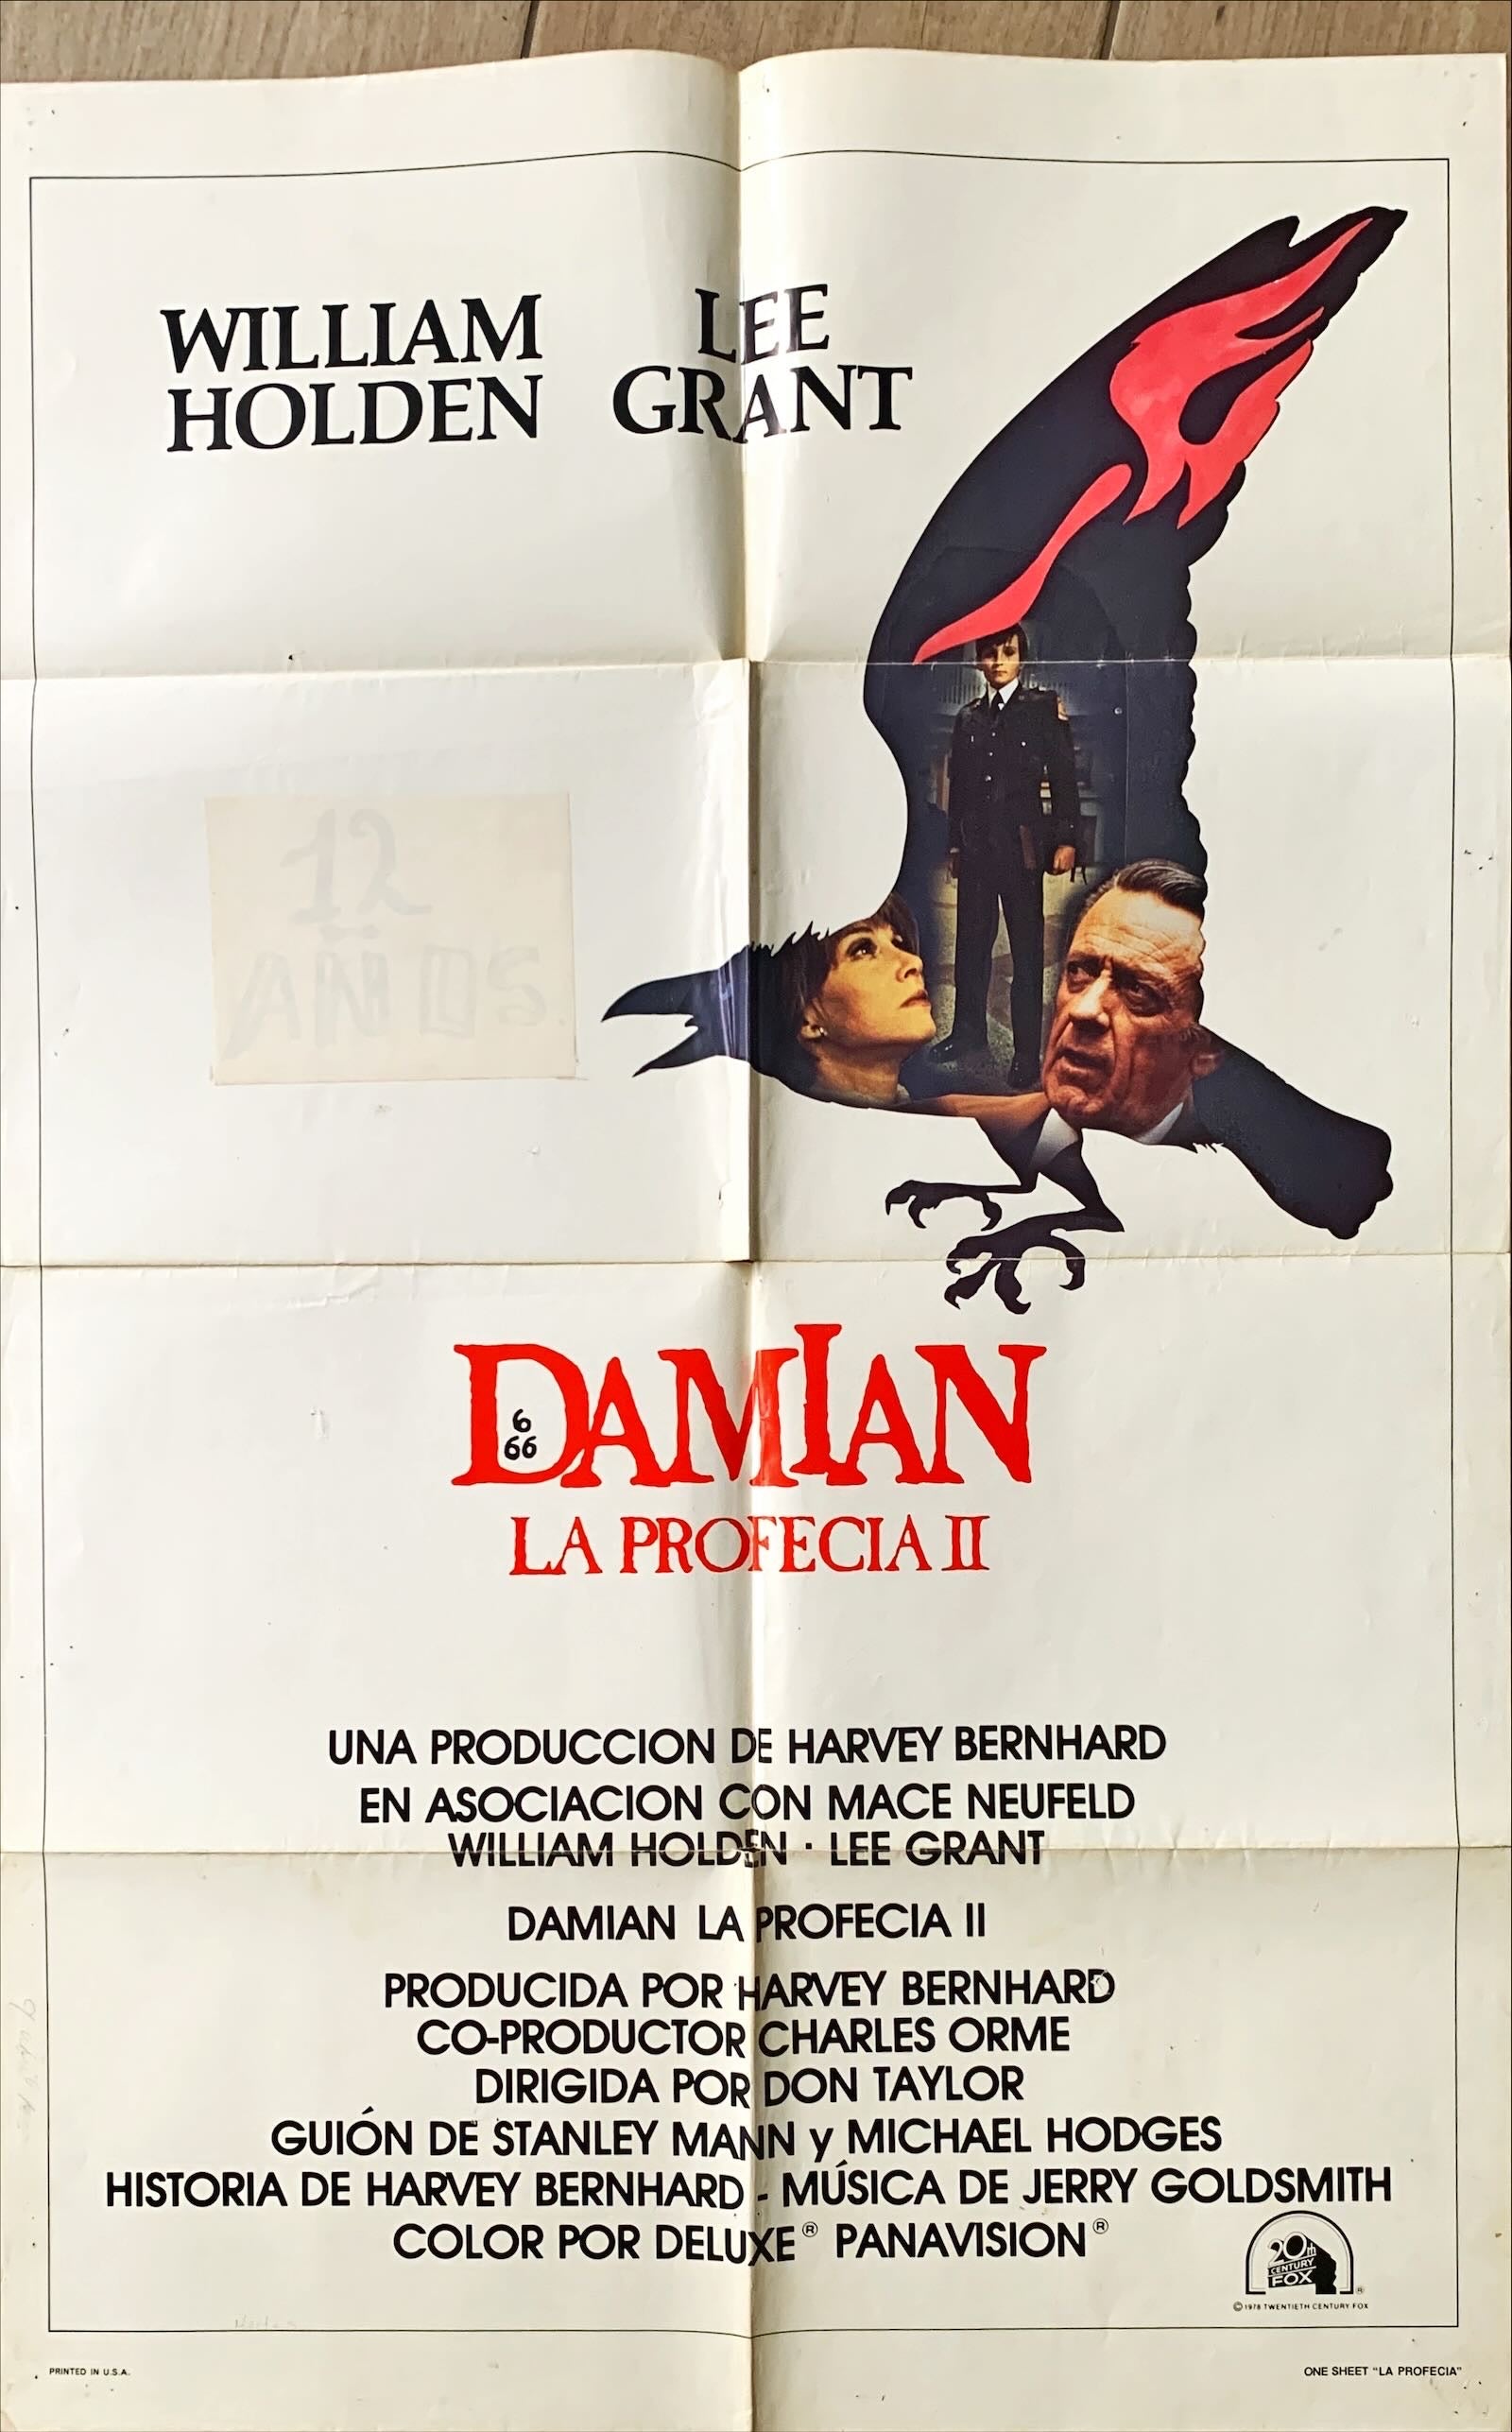 WILLIAM
HOLDEN
LEE
GRANT
12
AÑOS.
DAMIAN
6
66
LA PROFECIA II
UNA PRODUCCION DE HARVEY BERNHARD
EN ASOCIACION CON MACE NEUFELD
WILLIAM HOLDEN · LEE GRANT
DAMIAN LA PROFECIA II
PRODUCIDA POR HARVEY BERNHARD
CO-PRODUCTOR CHARLES ORME
DIRIGIDA POR DON TAYLOR
GUIÓN DE STANLEY MANN y MICHAEL HODGES
HISTORIA DE HARVEY BERNHARD - MÚSICA DE JERRY GOLDSMITH
COLOR POR DELUXE® PANAVISION®
20th
CENTURY
FOX
®
© 1978 TWENTIETH CENTURY FOX
PRINTED IN U.S.A.
ONE SHEET "LA PROFECIA"